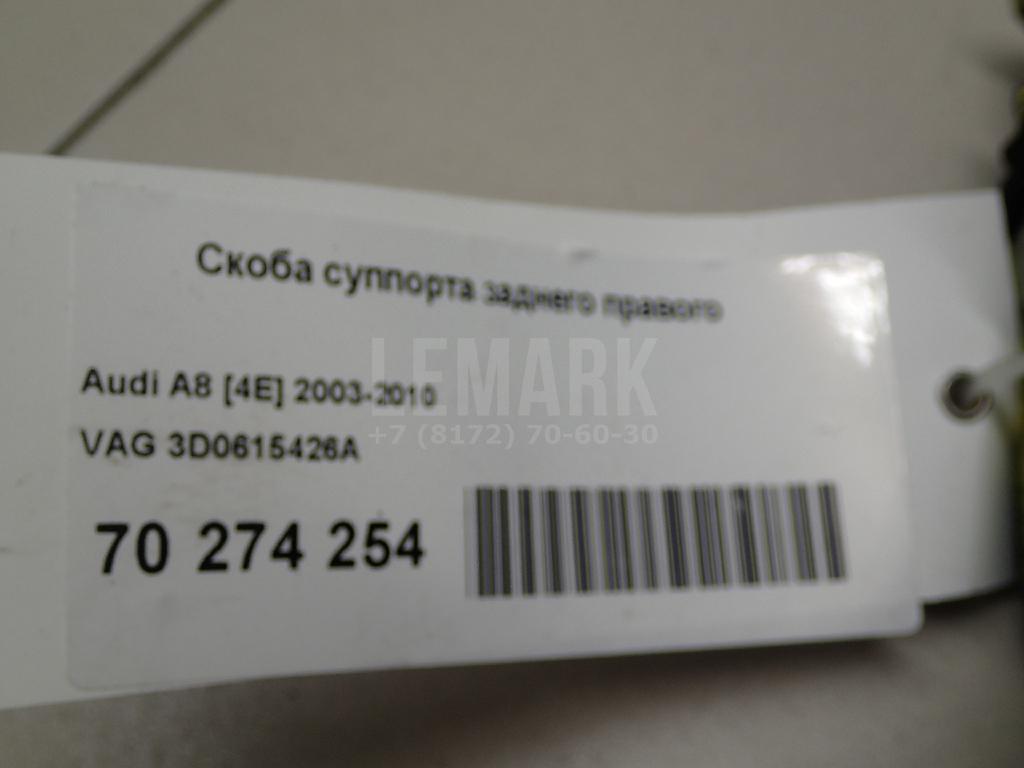 Скоба суппорта заднего правого
Audi A8 [4E] 2003-2010
VAG 3D0615426A
70 274 254
LEMARK
+7 (8172) 70-60-30